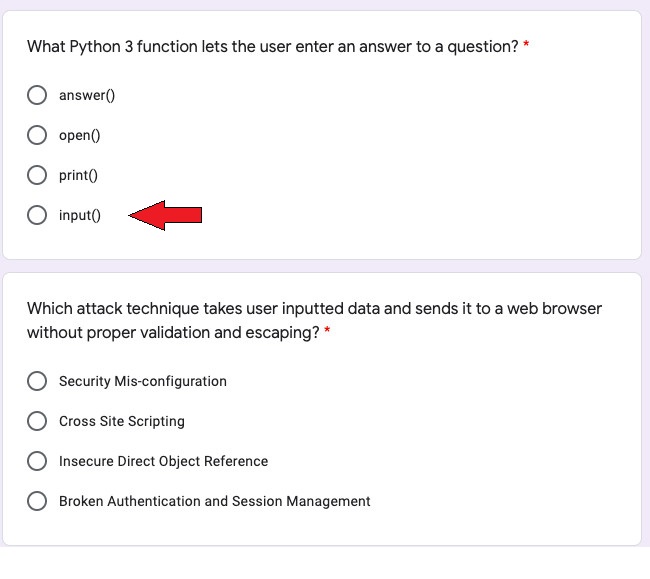 What Python 3 function lets the user enter an answer to a question? *
answer()
open()
print()
input()
Which attack technique takes user inputted data and sends it to a web browser
without proper validation and escaping? *
Security Mis-configuration
Cross Site Scripting
Insecure Direct Object Reference
Broken Authentication and Session Management